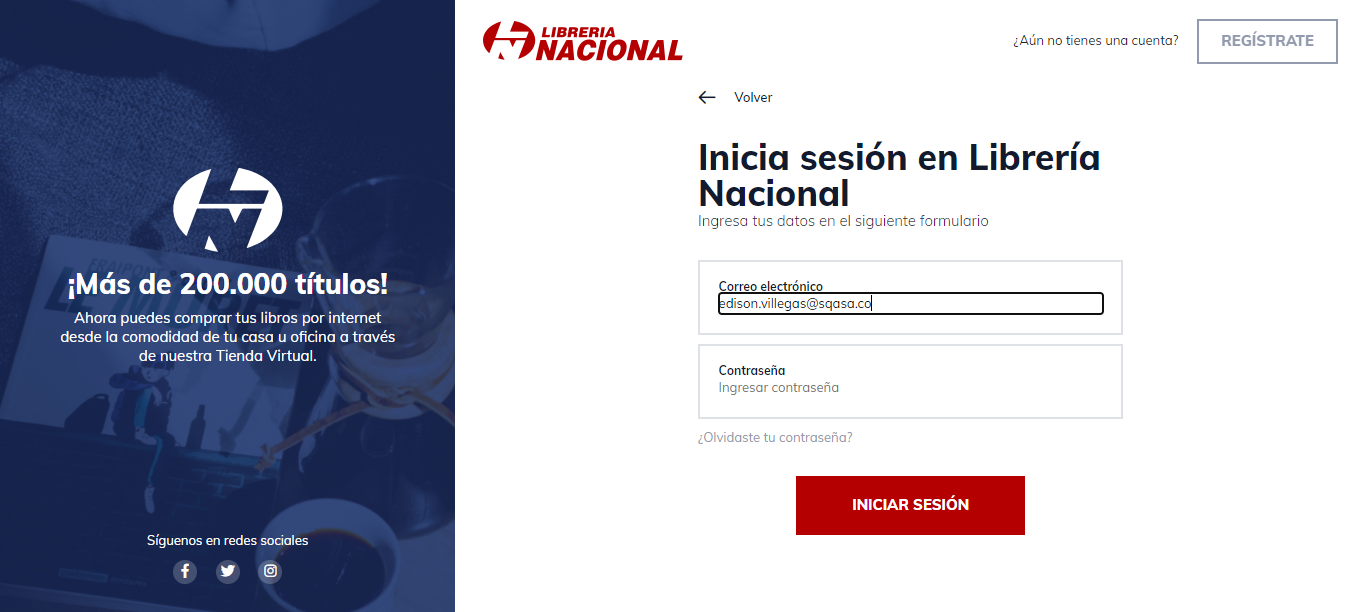 ¡Más de 200.000 títulos!
Ahora puedes comprar tus libros por internet
desde la comodidad de tu casa u oficina a través
de nuestra Tienda Virtual.
Síguenos en redes sociales
LIBRERIA
NACIONAL
¿Aún no tienes una cuenta?
REGÍSTRATE
Volver
Inicia sesión en Librería
Nacional
Ingresa tus datos en el siguiente formulario
Correo electrónico
edison.villegas@sqasa.co
Contraseña
Ingresar contraseña
¿Olvidaste tu contraseña?
INICIAR SESIÓN